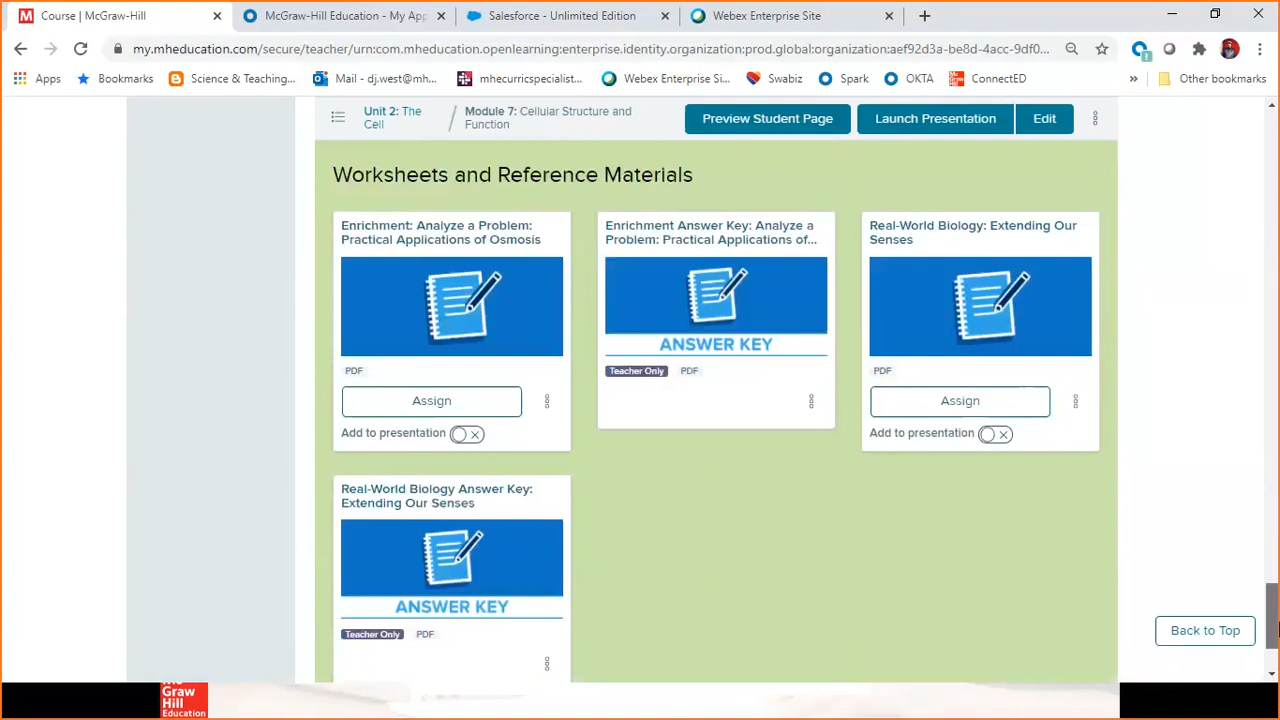 Course | McGraw-Hill
McGraw-Hill Education - My App
Salesforce - Unlimited Edition
Webex Enterprise Site
my.mheducation.com/secure/teacher/urn:com.mheducation.openlearning:enterprise.identity.organization:prod.globalorganization:aef92d3a-be8d-4acc-9df0...
Apps
Bookmarks
Science & Teaching...
Mail - dj.west@mh...
mhecurricspecialist...
Webex Enterprise Si...
Swabiz
Spark
OKTA
ConnectED
»
Other bookmarks
Unit 2: The
Cell
Module 7: Cellular Structure and
Function
Preview Student Page
Launch Presentation
Edit
Worksheets and Reference Materials
Enrichment: Analyze a Problem:
Practical Applications of Osmosis
PDF
Assign
Add to presentation
Enrichment Answer Key: Analyze a
Problem: Practical Applications of...
ANSWER KEY
Teacher Only PDF
Real-World Biology: Extending Our
Senses
PDF
Assign
Add to presentation
Real-World Biology Answer Key:
Extending Our Senses
ANSWER KEY
Teacher Only PDF
Back to Top
Graw
Hill
Education